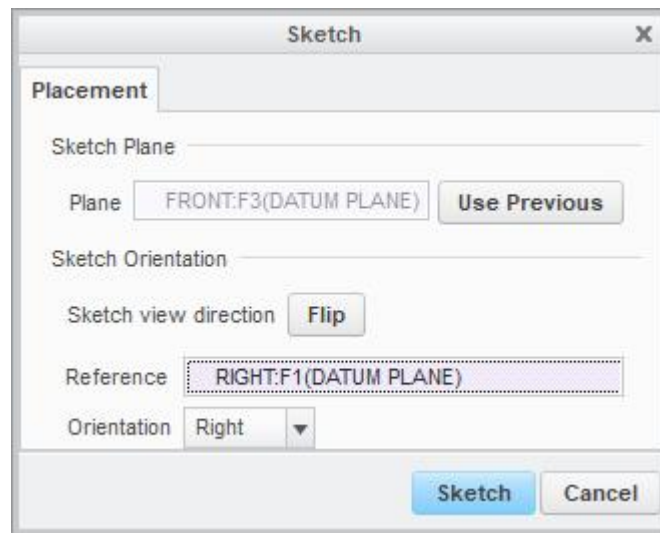 Sketch
Placement
Sketch Plane
Plane FRONT:F3(DATUM PLANE) Use Previous
Sketch Orientation
Sketch view direction Flip
Reference RIGHT:F1(DATUM PLANE)
Orientation Right
Sketch Cancel